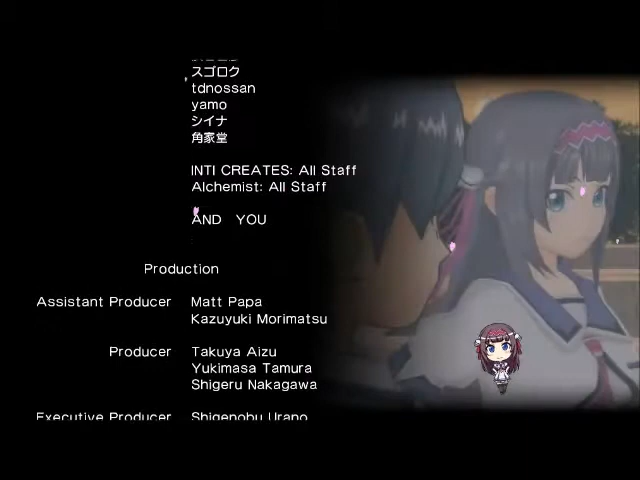 スゴロク
tdnossan
yamo
シイナ
角家堂
INTI CREATES: All Staff
Alchemist: All Staff
AND YOU
Production
Assistant Producer Matt Papa
Kazuyuki Morimatsu
Producer Takuya Aizu
Yukimasa Tamura
Shigeru Nakagawa
Executive Producer Shigenobu Urano